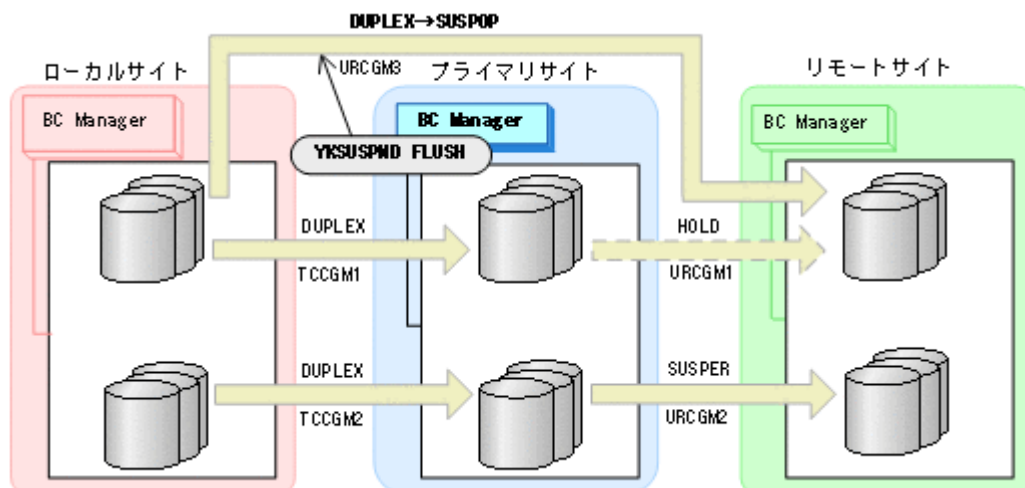 DUPLEX→SUSPOP
URCGM3
ローカルサイト
プライマリサイト
リモートサイト
BC Manager
BC Manager
BC Manager
YKSUSPND FLUSH
DUPLEX
TCCGM1
HOLD
URCGM1
DUPLEX
TCCGM2
SUSPER
URCGM2